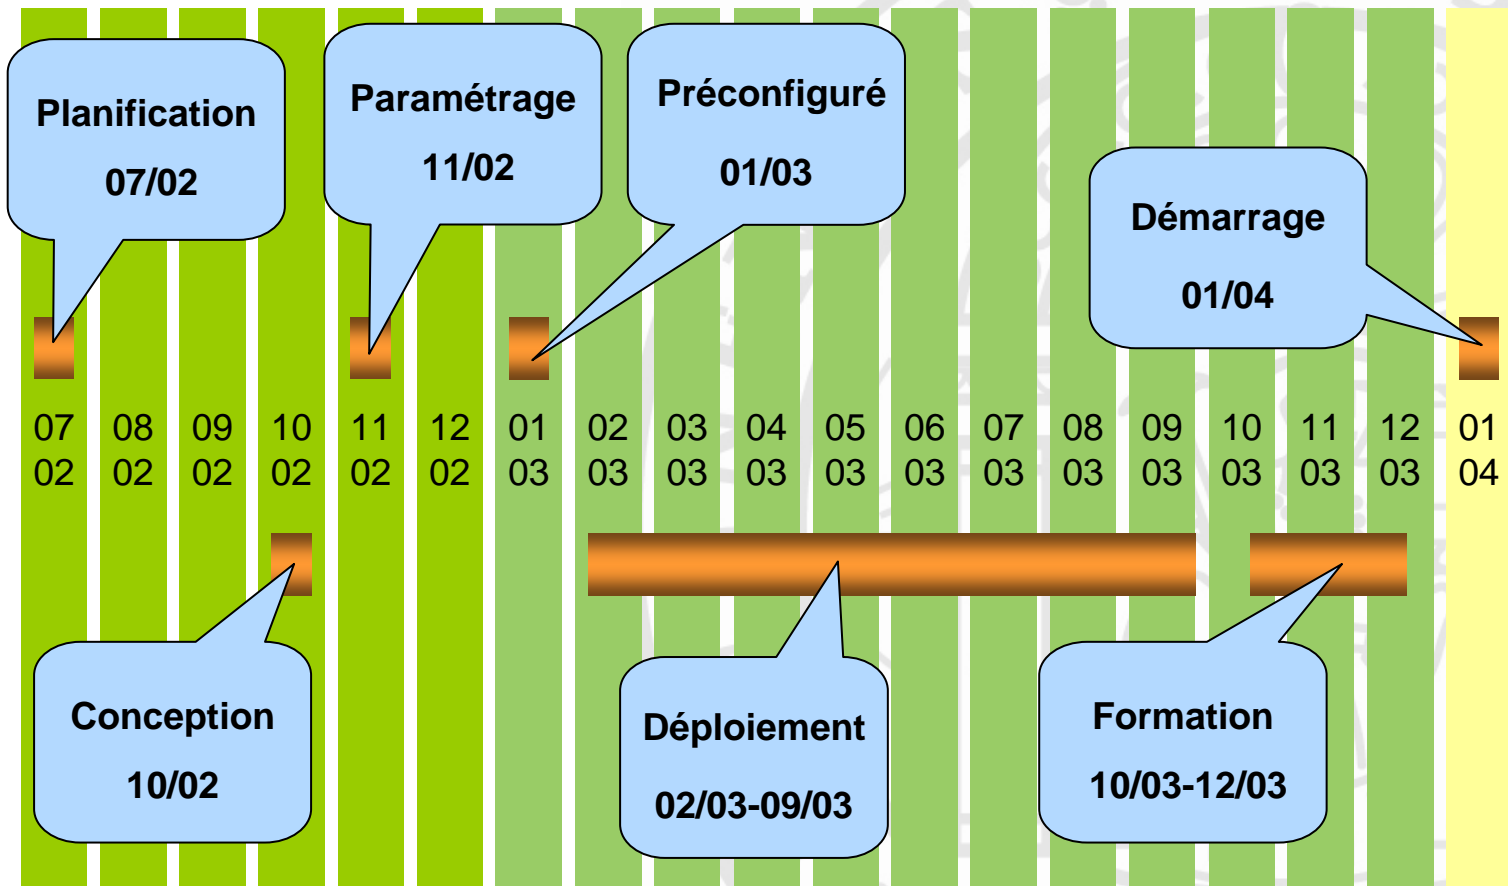 Planification
07/02
Paramétrage
11/02
Préconfiguré
01/03
Démarrage
01/04
07 08 09 10 11 12 01 02 03 04 05 06 07 08 09 10 11 12 01
02 02 02 02 02 02 03 03 03 03 03 03 03 03 03 03 03 03 04
Conception
10/02
Déploiement
02/03-09/03
Formation
10/03-12/03